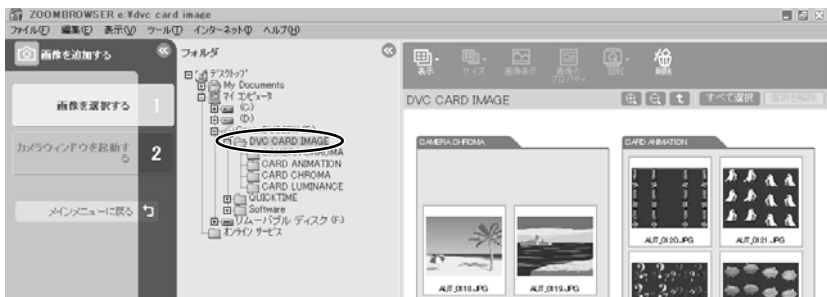 ZOOMBROWSER e:¥dvc card image
ファイル(F) 編集(E) 表示(V) ツール(T) インターネット(I) ヘルプ(H)
画像を追加する
画像を選択する
1
カメラウィンドウを起動する
2
メインメニューに戻る
フォルダ
デスクトップ
My Documents
マイ コンピュータ
(C:)
(D:)
DVC CARD IMAGE
CARD ANIMATION
CARD CHROMA
CARD LUMINANCE
QUICKTIME
Software
リムーバブル ディスク (F:)
オンライン サービス
表示
サイズ
画像表示
画像の
プロパティ
回転
削除
DVC CARD IMAGE
すべて選択
CAMERA CHROMA
AUT_0118.JPG
AUT_0119.JPG
CARD ANIMATION
AUT_0120.JPG
AUT_0121.JPG